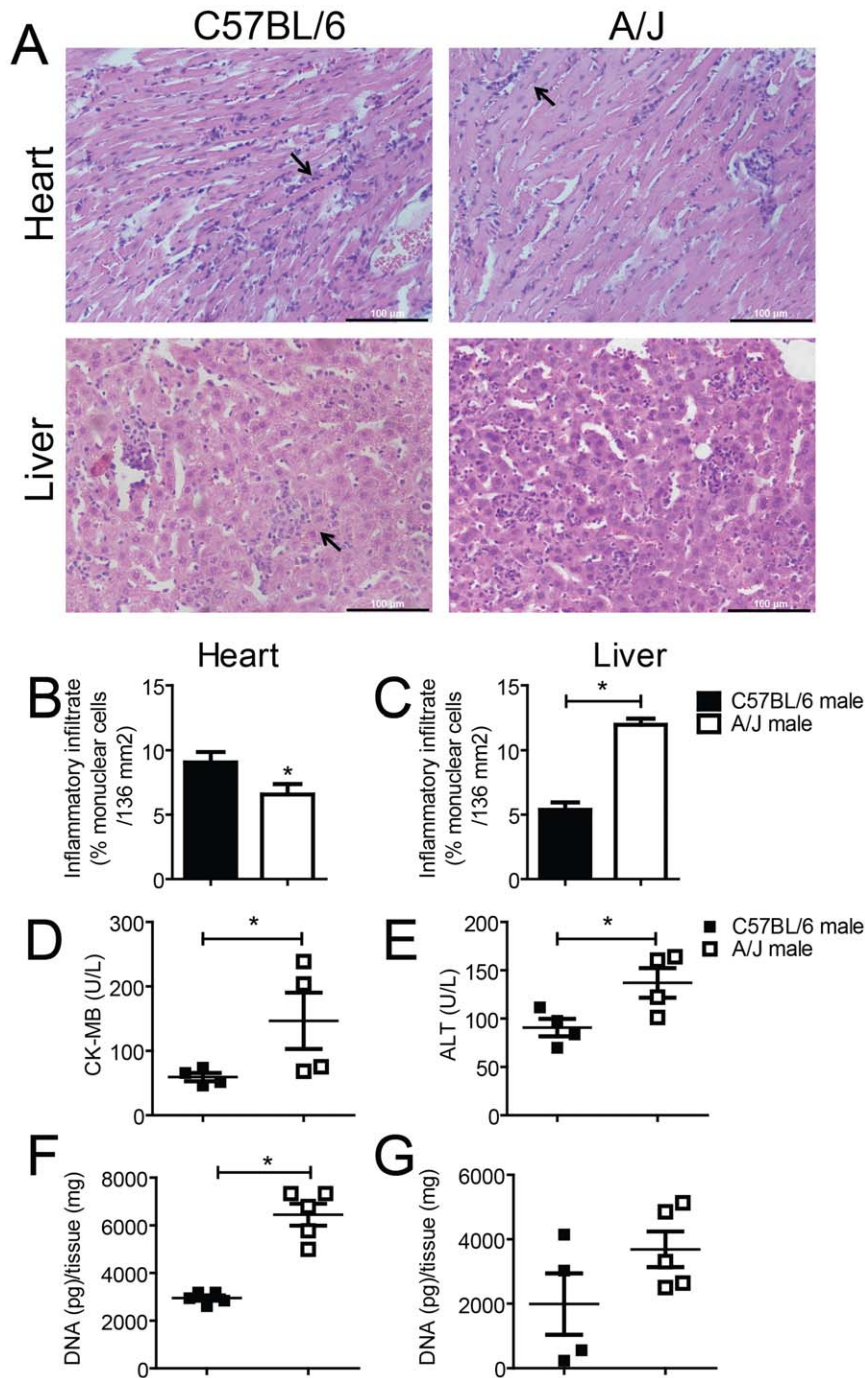 C57BL/6 A/J
A
Heart
100 µm
100 µm
Liver
100 µm
100 µm
Heart Liver
B
Inflammatory infiltrate
(% monuclear cells
/136 mm2)
15
10
5
0
*
C
Inflammatory infiltrate
(% monuclear cells
/136 mm2)
15
10
5
0
*
C57BL/6 male
A/J male
D
CK-MB (U/L)
300
200
100
0
*
E
ALT (U/L)
200
150
100
50
0
*
C57BL/6 male
A/J male
F
DNA (pg)/tissue (mg)
8000
6000
4000
2000
0
*
G
DNA (pg)/tissue (mg)
6000
4000
2000
0